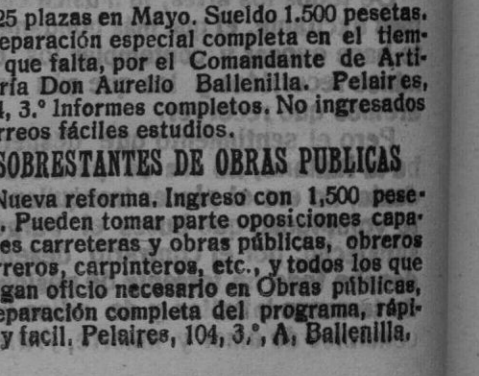 25 plazas en Mayo. Sueldo 1.500 pesetas.
eparación especial completa en el tiem-
que falta, por el Comandante de Arti-
ría Don Aurelio Ballenilla. Pelaires,
4, 3.º Informes completos. No ingresados
rreos fáciles estudios.
SOBRESTANTES DE OBRAS PUBLICAS
Nueva reforma. Ingreso con 1,500 pese-
. Pueden tomar parte oposiciones capa-
es carreteras y obras públicas, obreros
rreros, carpinteros, etc., y todos los que
gan oficio necesario en Obras públicas,
eparación completa del programa, rápi-
y facil. Pelaires, 104, 3.º, A, Ballenilla.